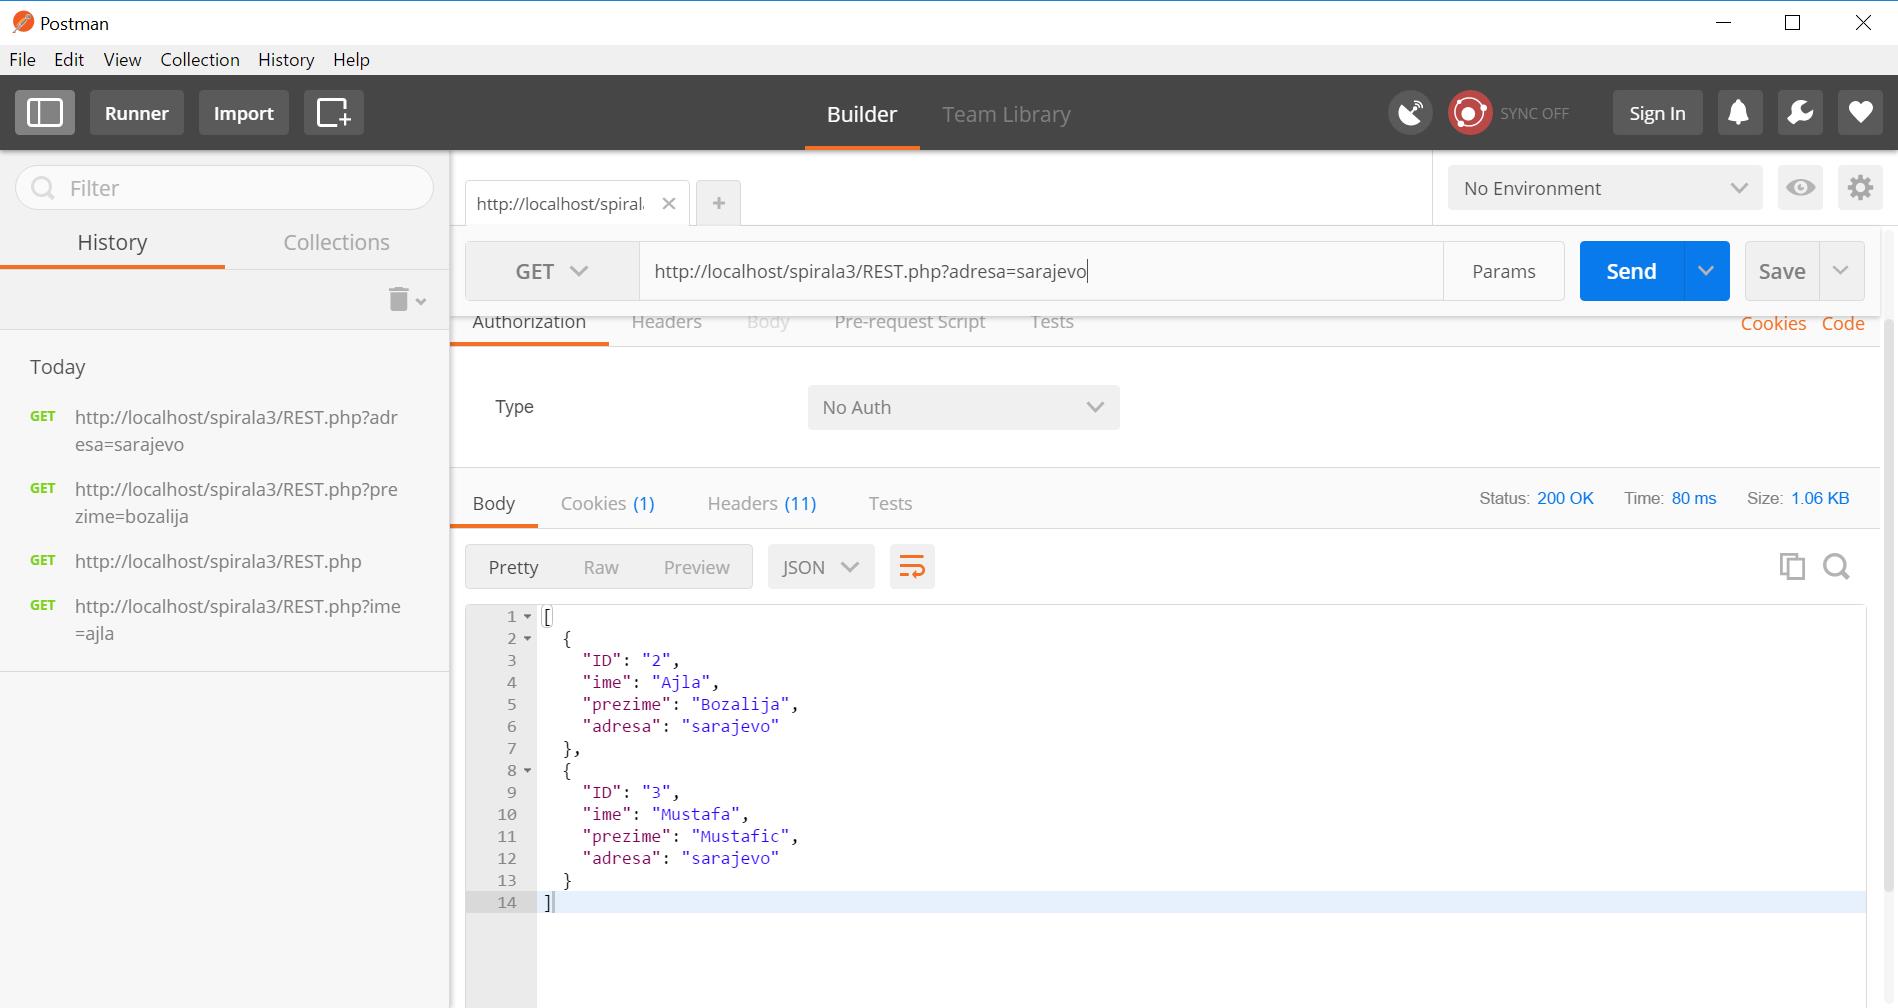 Postman
File Edit View Collection History Help
Runner Import Builder Team Library SYNC OFF Sign In
Filter
History Collections
Today
GET http://localhost/spirala3/REST.php?adr
esa=sarajevo
GET http://localhost/spirala3/REST.php?pre
zime=bozalija
GET http://localhost/spirala3/REST.php
GET http://localhost/spirala3/REST.php?ime
=ajla
http://localhost/spiral
No Environment
GET http://localhost/spirala3/REST.php?adresa=sarajevo Params Send Save
Authorization Headers Body Pre-request Script Tests Cookies Code
Type No Auth
Body Cookies (1) Headers (11) Tests Status: 200 OK Time: 80 ms Size: 1.06 KB
Pretty Raw Preview JSON
1 [
2 {
3 "ID": "2",
4 "ime": "Ajla",
5 "prezime": "Bozalija",
6 "adresa": "sarajevo"
7 },
8 {
9 "ID": "3",
10 "ime": "Mustafa",
11 "prezime": "Mustafic",
12 "adresa": "sarajevo"
13 }
14 ]